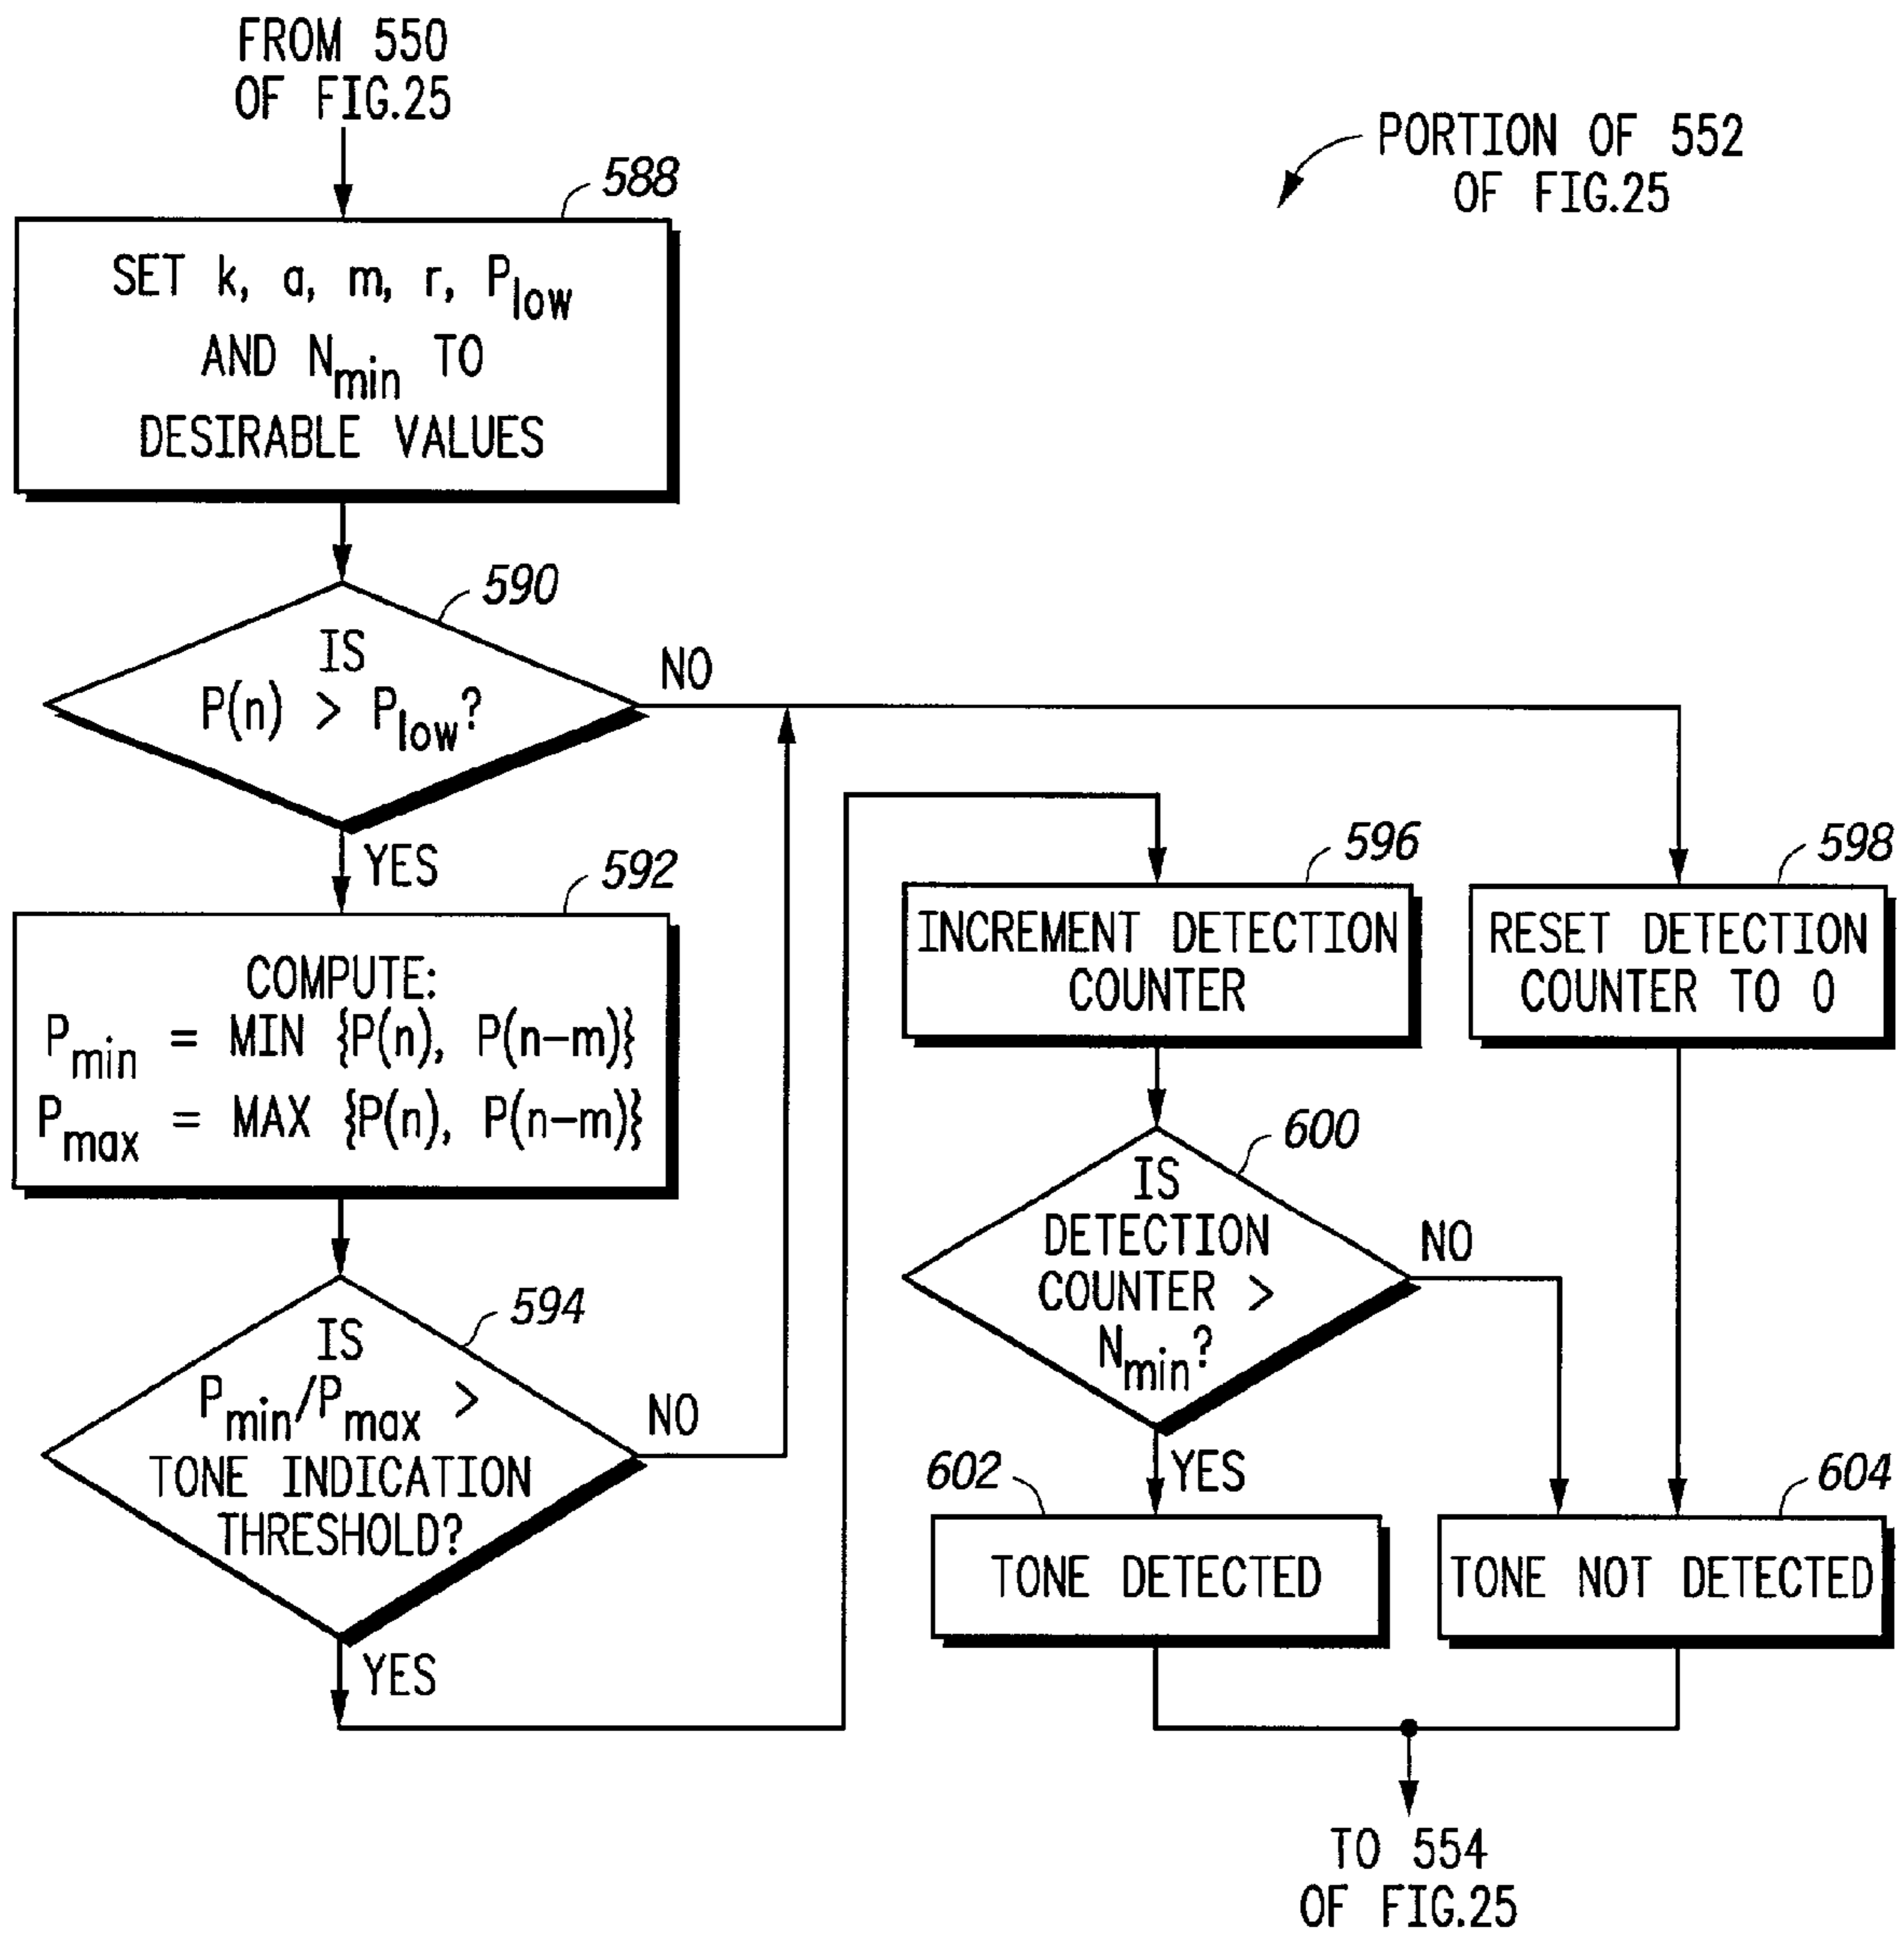 FROM 550
OF FIG.25
PORTION OF 552
OF FIG.25
588
SET k, a, m, r, Plow
AND Nmin TO
DESIRABLE VALUES
590
IS
P(n) > Plow?
NO
YES
592
COMPUTE:
Pmin = MIN {P(n), P(n-m)}
Pmax = MAX {P(n), P(n-m)}
594
IS
Pmin/Pmax >
TONE INDICATION
THRESHOLD?
NO
YES
596
INCREMENT DETECTION
COUNTER
598
RESET DETECTION
COUNTER TO 0
600
IS
DETECTION
COUNTER >
Nmin?
NO
YES
602
TONE DETECTED
604
TONE NOT DETECTED
TO 554
OF FIG.25